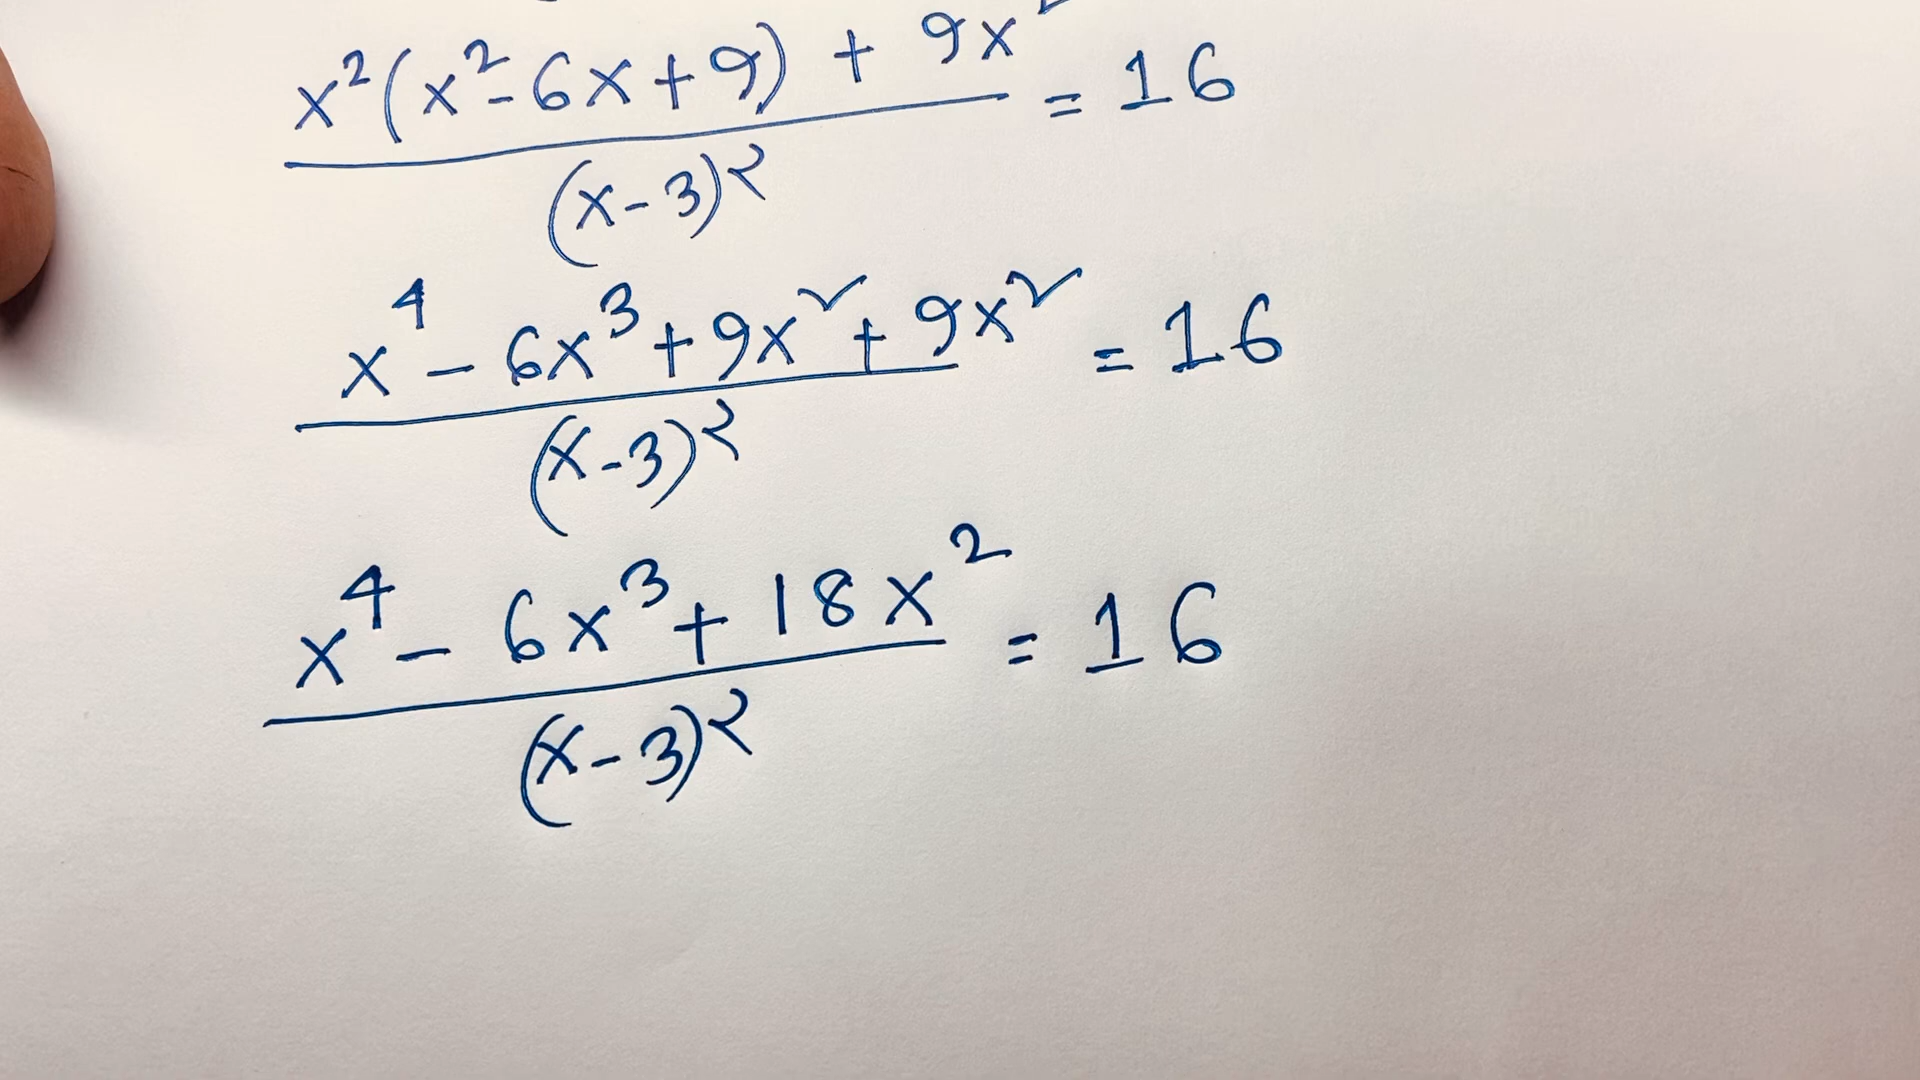 x²(x²-6x+9) + 9x² / (x-3)² = 16
x⁴ - 6x³ + 9x² + 9x² / (x-3)² = 16
x⁴ - 6x³ + 18x² / (x-3)² = 16